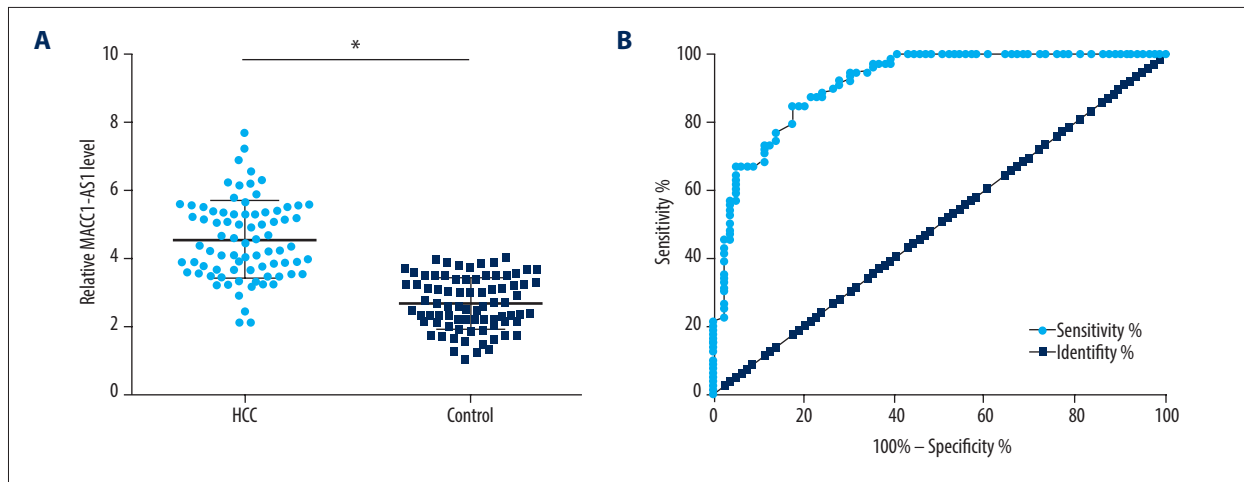 A
*
10
8
6
4
2
0
Relative MACC1-AS1 level
HCC
Control
B
100
80
60
40
20
0
Sensitivity %
Sensitivity %
Identifity %
0
20
40
60
80
100
100% – Specificity %